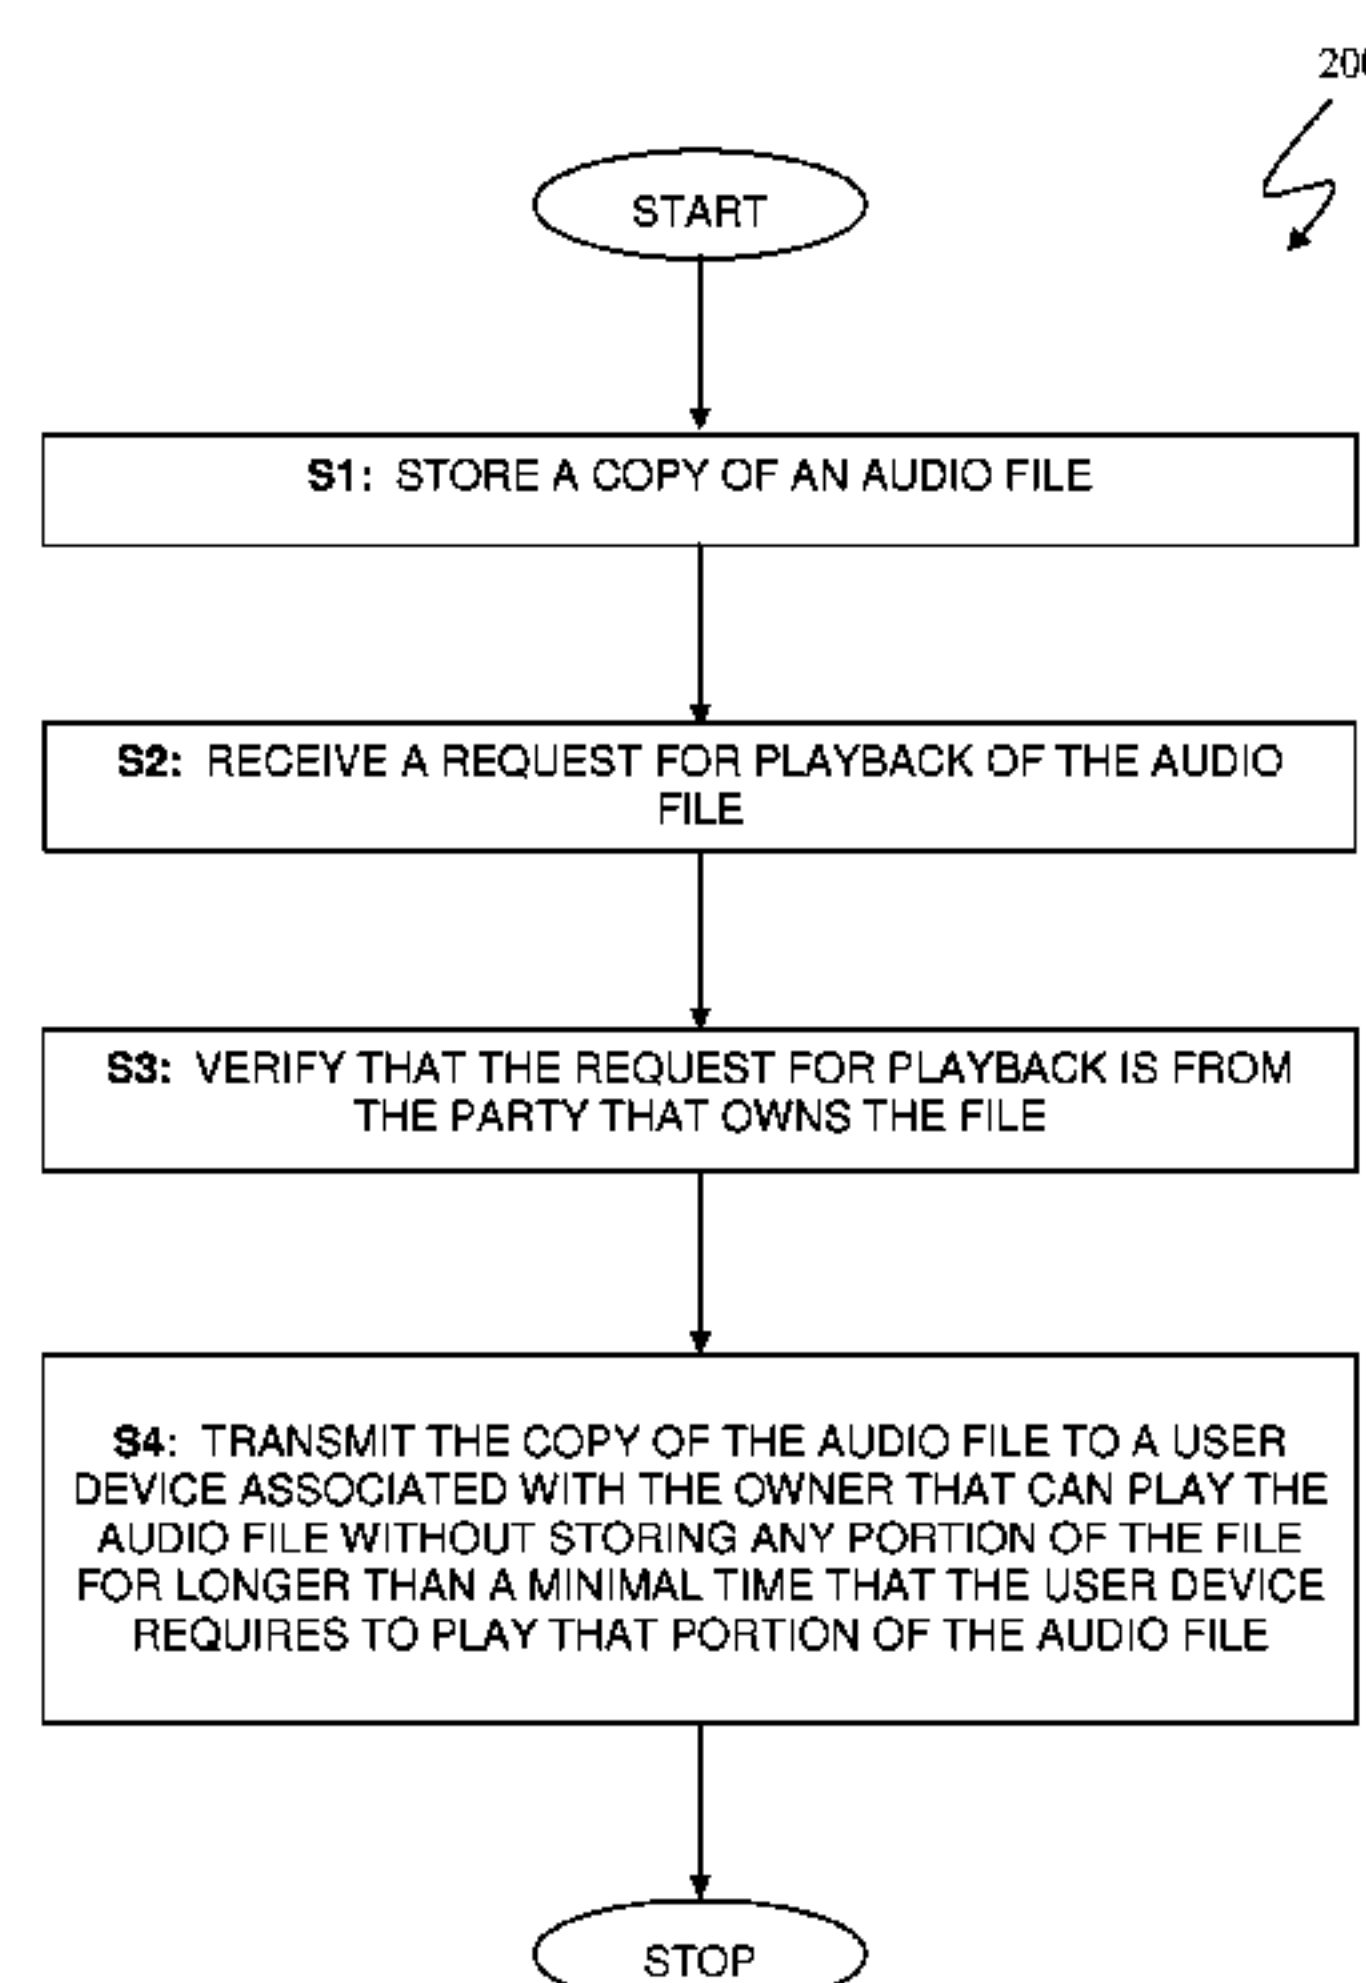 START
S1: STORE A COPY OF AN AUDIO FILE
S2: RECEIVE A REQUEST FOR PLAYBACK OF THE AUDIO
FILE
S3: VERIFY THAT THE REQUEST FOR PLAYBACK IS FROM
THE PARTY THAT OWNS THE FILE
S4: TRANSMIT THE COPY OF THE AUDIO FILE TO A USER
DEVICE ASSOCIATED WITH THE OWNER THAT CAN PLAY THE
AUDIO FILE WITHOUT STORING ANY PORTION OF THE FILE
FOR LONGER THAN A MINIMAL TIME THAT THE USER DEVICE
REQUIRES TO PLAY THAT PORTION OF THE AUDIO FILE
STOP